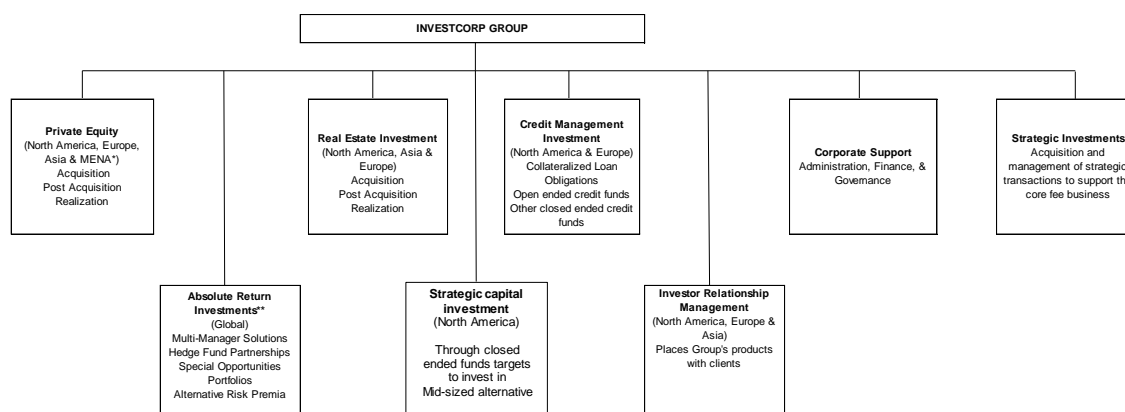 INVESTCORP GROUP
Private Equity
(North America, Europe,
Asia & MENA*)
Acquisition
Post Acquisition
Realization
Real Estate Investment
(North America, Asia &
Europe)
Acquisition
Post Acquisition
Realization
Credit Management
Investment
(North America & Europe)
Collateralized Loan
Obligations
Open ended credit funds
Other closed ended credit
funds
Corporate Support
Administration, Finance, &
Governance
Strategic Investments
Acquisition and
management of strategic
transactions to support th
core fee business
Absolute Return
Investments**
(Global)
Multi-Manager Solutions
Hedge Fund Partnerships
Special Opportunities
Portfolios
Alternative Risk Premia
Strategic capital
investment
(North America)
Through closed
ended funds targets
to invest in
Mid-sized alternative
Investor Relationship
Management
(North America, Europe &
Asia)
Places Group's products
with clients